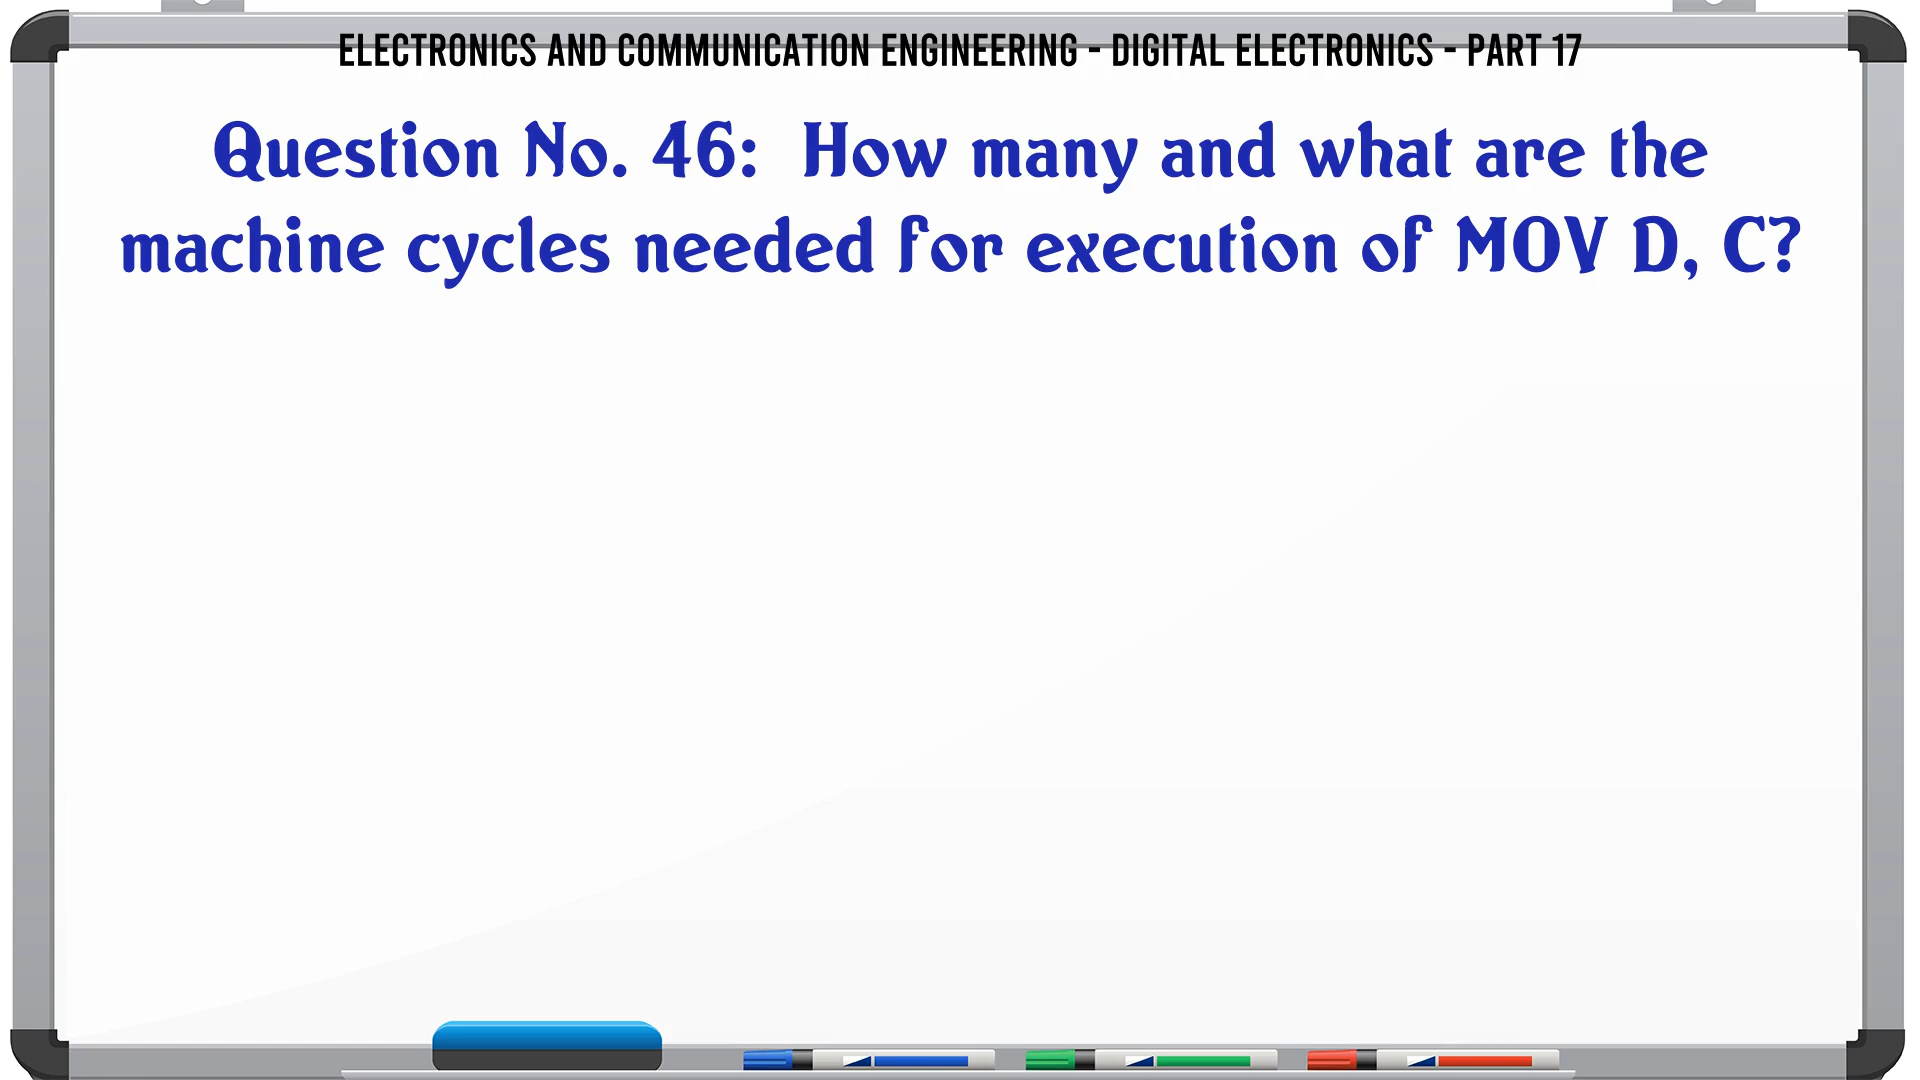 ELECTRONICS AND COMMUNICATION ENGINEERING - DIGITAL ELECTRONICS - PART 17
Question No. 46: How many and what are the
machine cycles needed for execution of MOV D, C?